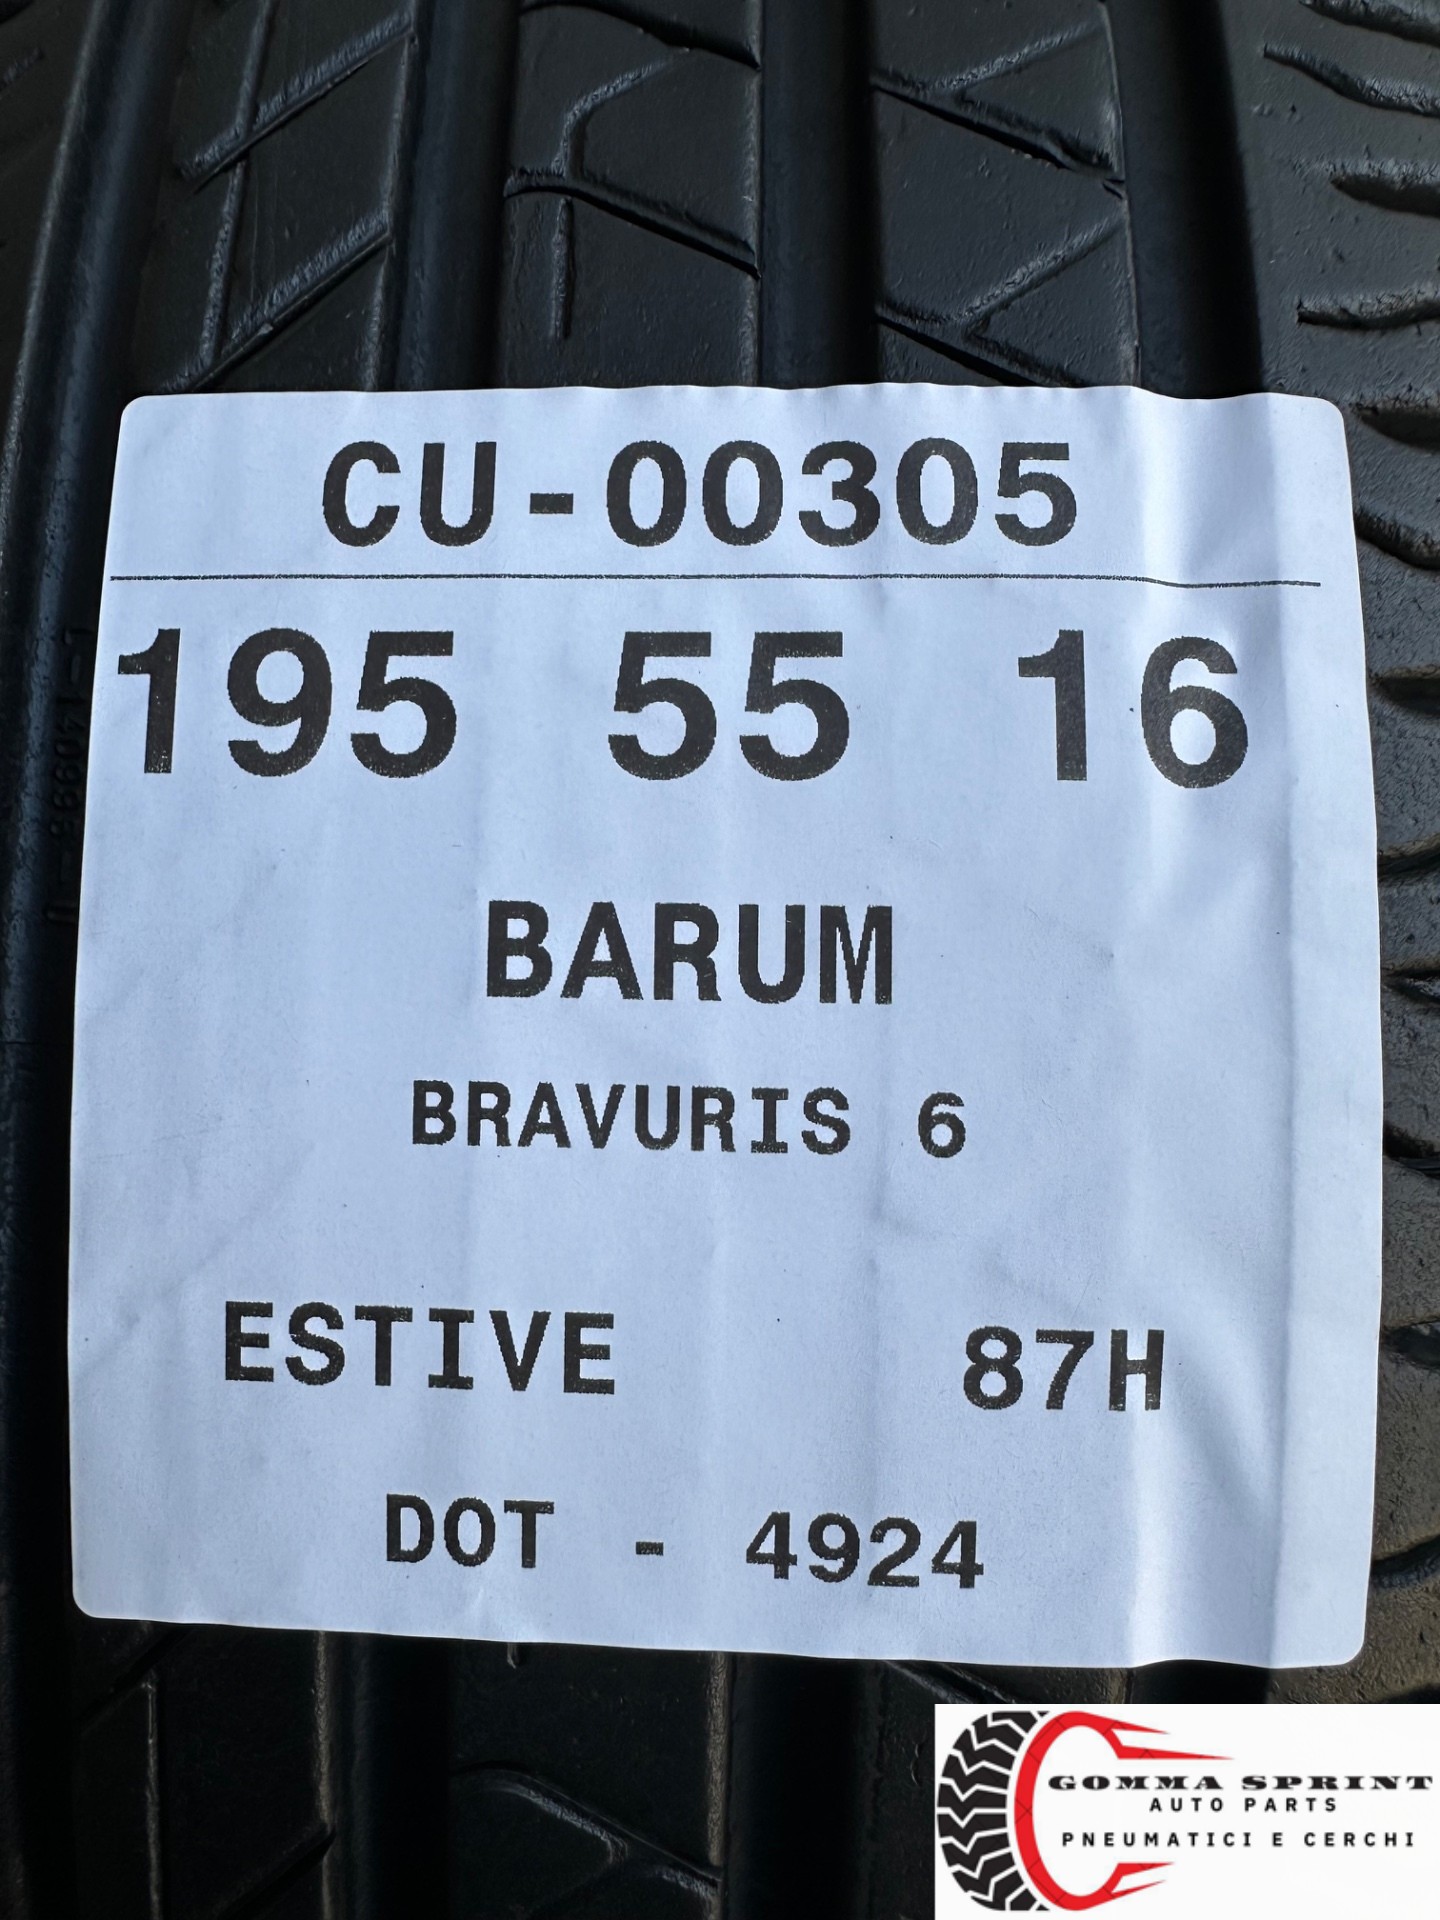 CU-00305
195 55 16
BARUM
BRAVURIS 6
ESTIVE 87H
DOT - 4924
GOMMA SPRINT
AUTO PARTS
PNEUMATICI E CERCHI